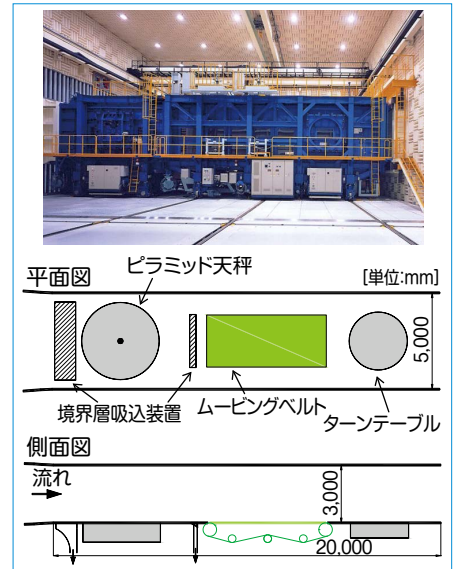 平面図
ピラミッド天秤
[単位:mm]
5,000
境界層吸込装置
ムービングベルト
ターンテーブル
側面図
流れ
3,000
20,000